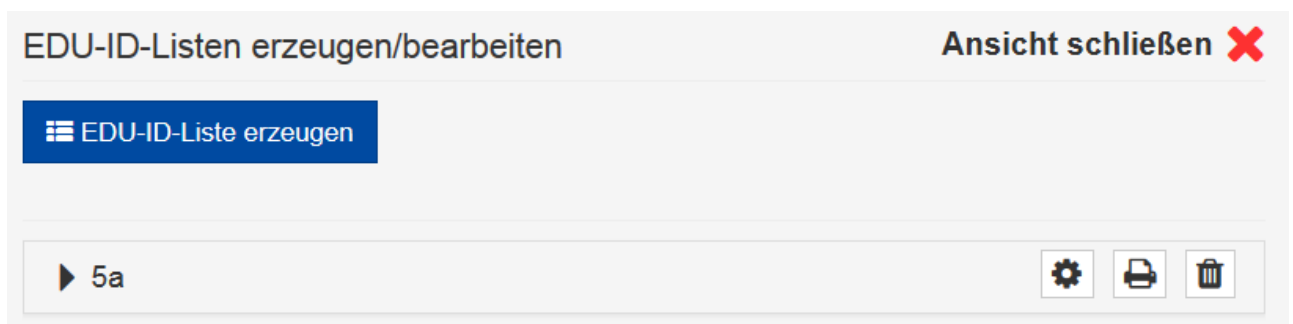 EDU-ID-Listen erzeugen/bearbeiten
Ansicht schließen
EDU-ID-Liste erzeugen
5a